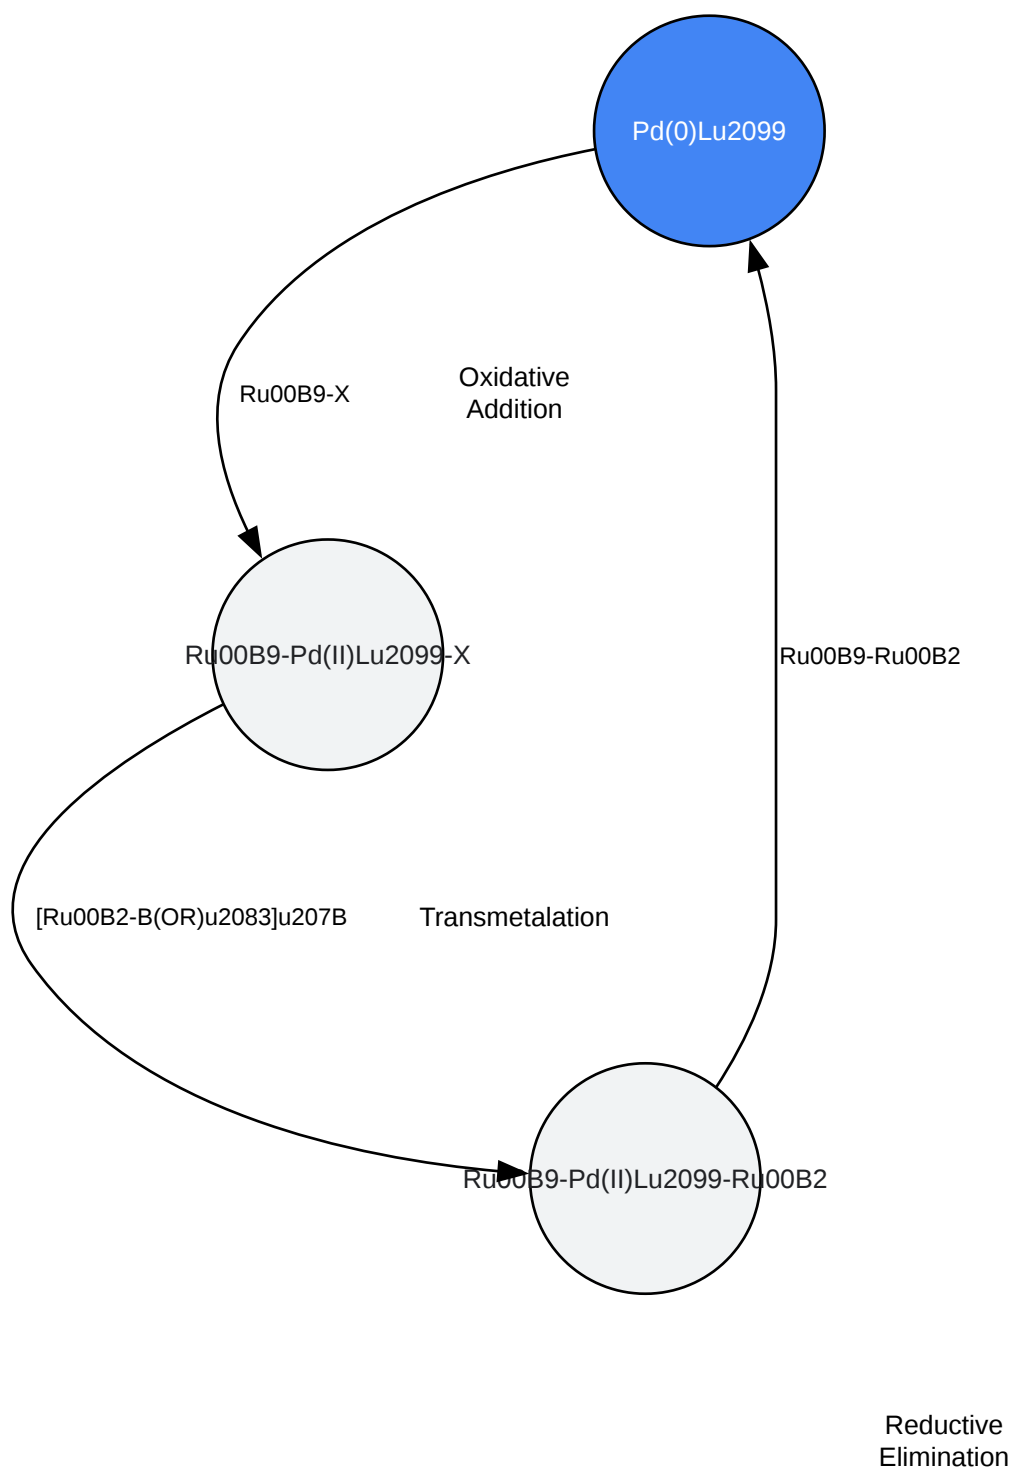 Pd(0)Lu2099
Oxidative
Addition
Ru00B9-X
Ru00B9-Pd(II)Lu2099-X
Ru00B9-Ru00B2
[Ru00B2-B(OR)u2083]u207B
Transmetalation
Ru00B9-Pd(II)Lu2099-Ru00B2
Reductive
Elimination